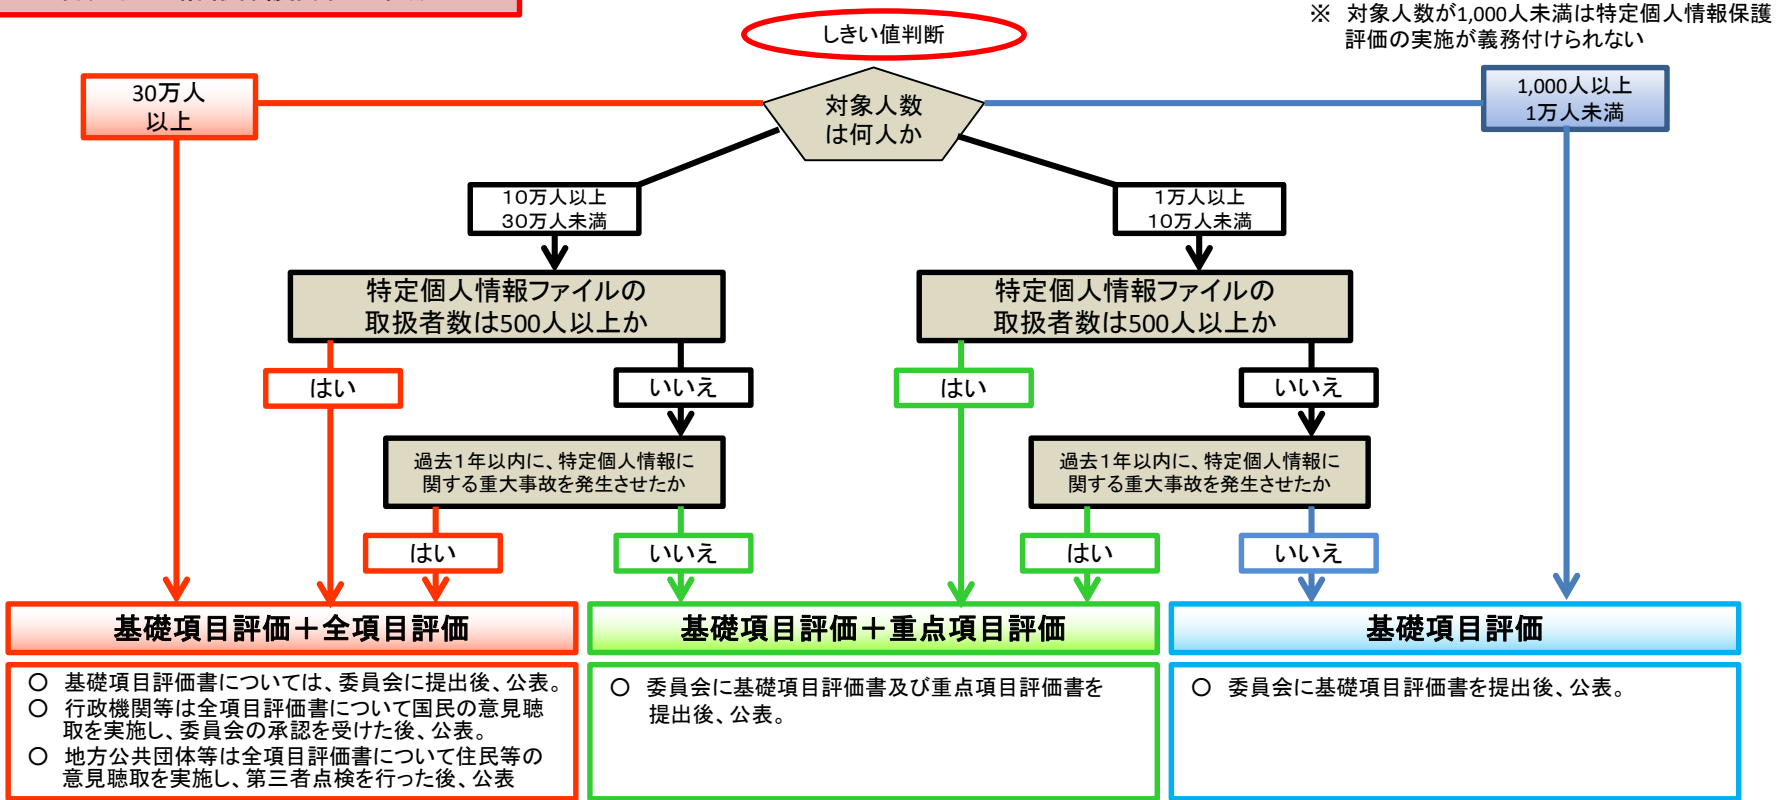 しきい値判断
※ 対象人数が1,000人未満は特定個人情報保護
評価の実施が義務付けられない
30万人
以上
対象人数
は何人か
1,000人以上
1万人未満
10万人以上
30万人未満
1万人以上
10万人未満
特定個人情報ファイルの
取扱者数は500人以上か
特定個人情報ファイルの
取扱者数は500人以上か
はい
いいえ
はい
いいえ
過去1年以内に、特定個人情報に
関する重大事故を発生させたか
過去1年以内に、特定個人情報に
関する重大事故を発生させたか
はい
いいえ
はい
いいえ
基礎項目評価＋全項目評価
基礎項目評価＋重点項目評価
基礎項目評価
○ 基礎項目評価書については、委員会に提出後、公表。
○ 行政機関等は全項目評価書について国民の意見聴
取を実施し、委員会の承認を受けた後、公表。
○ 地方公共団体等は全項目評価書について住民等の
意見聴取を実施し、第三者点検を行った後、公表
○ 委員会に基礎項目評価書及び重点項目評価書を
提出後、公表。
○ 委員会に基礎項目評価書を提出後、公表。